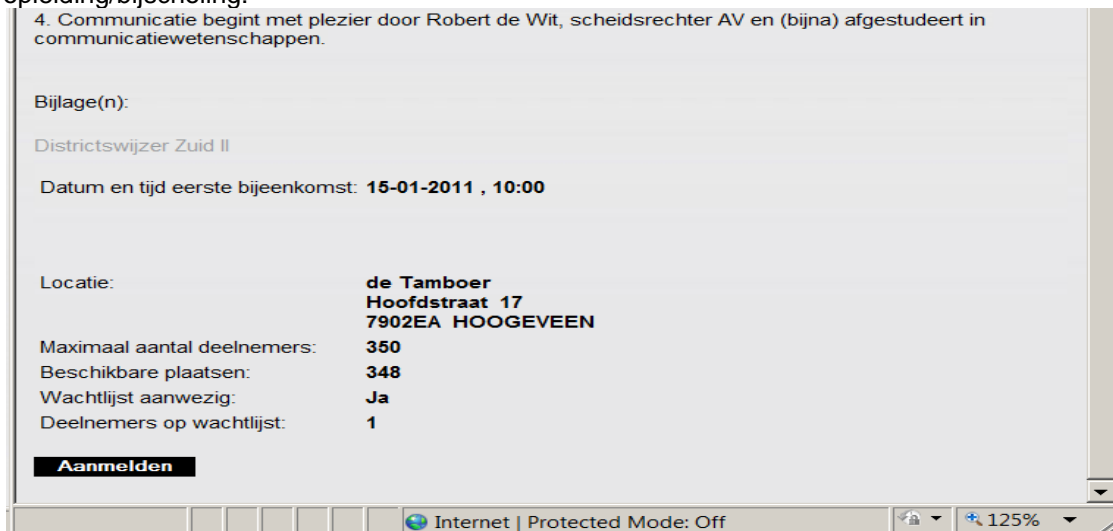 opleiding/bijscholing.
4. Communicatie begint met plezier door Robert de Wit, scheidsrechter AV en (bijna) afgestudeert in
communicatiewetenschappen.
Bijlage(n):
Districtswijzer Zuid II
Datum en tijd eerste bijeenkomst: 15-01-2011 , 10:00
Locatie: de Tamboer
Hoofdstraat 17
7902EA HOOGEVEEN
Maximaal aantal deelnemers: 350
Beschikbare plaatsen: 348
Wachtlijst aanwezig: Ja
Deelnemers op wachtlijst: 1
Aanmelden
Internet | Protected Mode: Off 125%